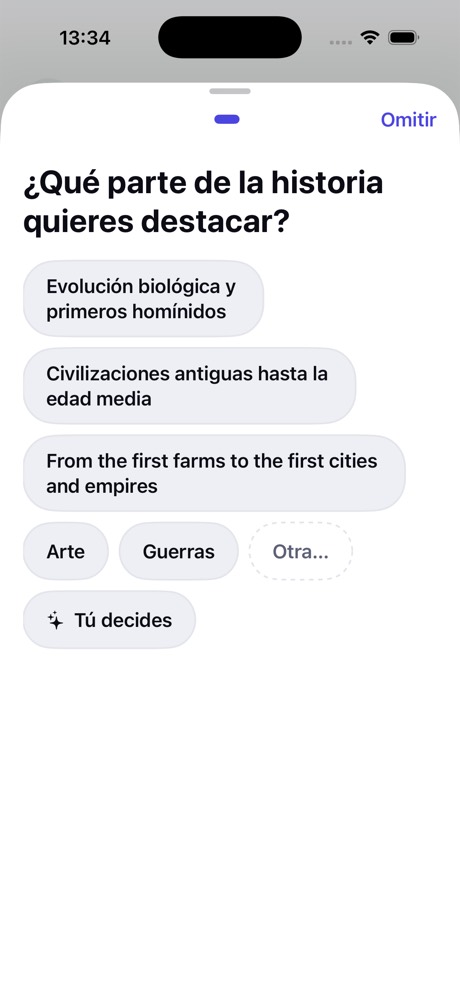 13:34
Omitir
¿Qué parte de la historia
quieres destacar?
Evolución biológica y
primeros homínidos
Civilizaciones antiguas hasta la
edad media
From the first farms to the first cities
and empires
Arte
Guerras
Otra...
Tú decides